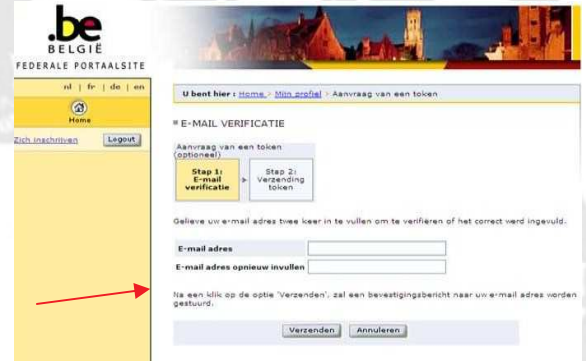 .be
BELGIË
FEDERALE PORTAALSITE
nl | fr | de | en
Home
Zich inschrijven
Logout
U bent hier : Home > Mijn profiel > Aanvraag van een token
E-MAIL VERIFICATIE
Aanvraag van een token
(optioneel)
Stap 1:
E-mail
verificatie
Stap 2:
Verzending
token
Gelieve uw e-mail adres twee keer in te vullen om te verifiëren of het correct werd ingevuld.
E-mail adres
E-mail adres opnieuw invullen
Na een klik op de optie 'Verzenden', zal een bevestigingsbericht naar uw e-mail adres worden
gestuurd.
Verzenden
Annuleren